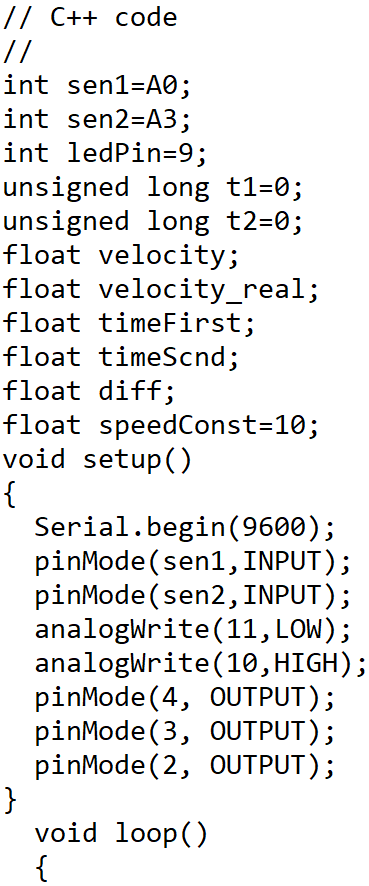 // C++ code
//
int sen1=A0;
int sen2=A3;
int ledPin=9;
unsigned long t1=0;
unsigned long t2=0;
float velocity;
float velocity_real;
float timeFirst;
float timeScnd;
float diff;
float speedConst=10;
void setup()
{
  Serial.begin(9600);
  pinMode(sen1,INPUT);
  pinMode(sen2,INPUT);
  analogWrite(11,LOW);
  analogWrite(10,HIGH);
  pinMode(4, OUTPUT);
  pinMode(3, OUTPUT);
  pinMode(2, OUTPUT);
}
  void loop()
  {